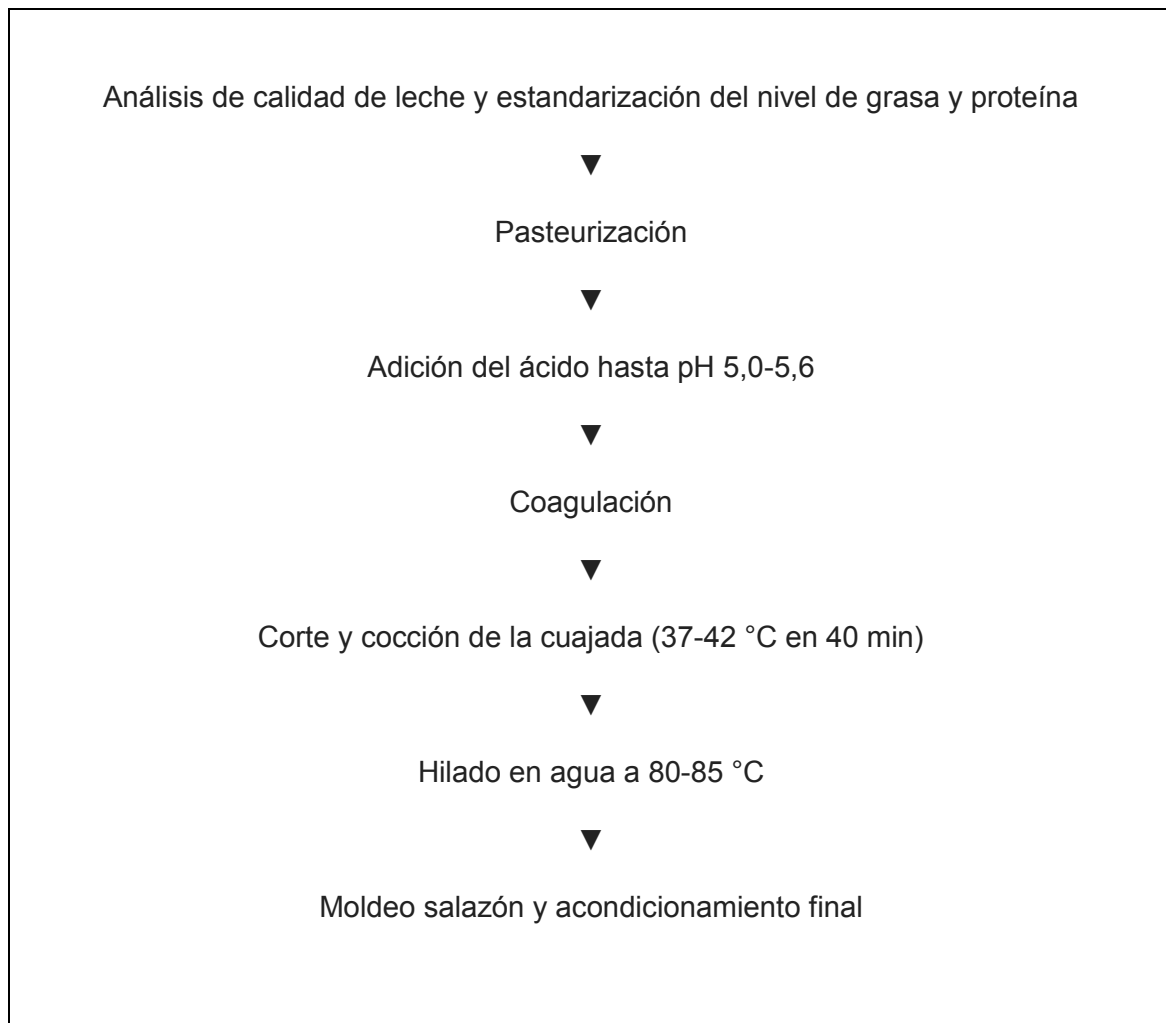 Análisis de calidad de leche y estandarización del nivel de grasa y proteína
▼
Pasteurización
▼
Adición del ácido hasta pH 5,0-5,6
▼
Coagulación
▼
Corte y cocción de la cuajada (37-42 °C en 40 min)
▼
Hilado en agua a 80-85 °C
▼
Moldeo salazón y acondicionamiento final